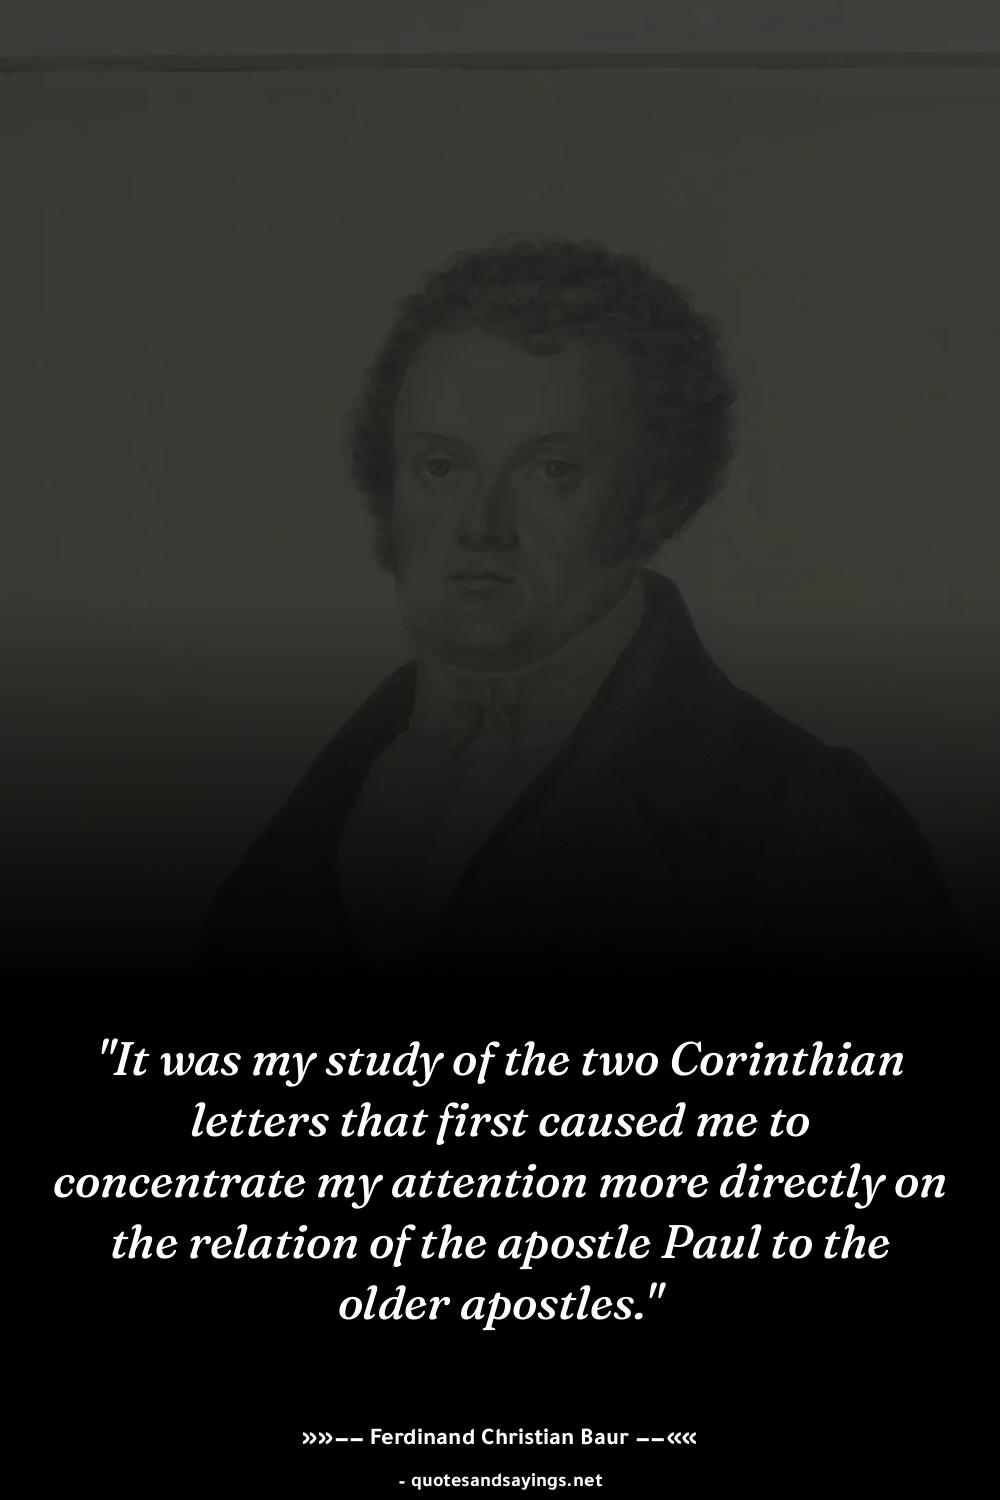 "It was my study of the two Corinthian
letters that first caused me to
concentrate my attention more directly on
the relation of the apostle Paul to the
older apostles."
»»–– Ferdinand Christian Baur ––««
- quotesandsayings.net